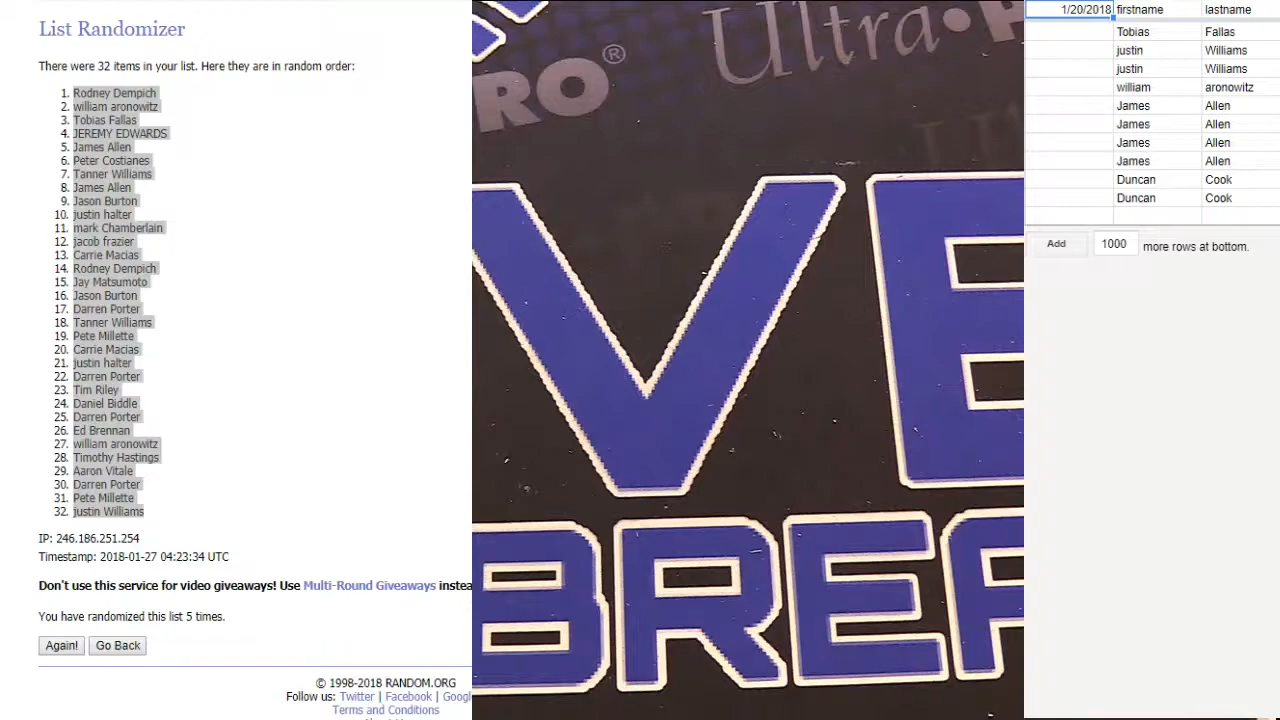 List Randomizer
There were 32 items in your list. Here they are in random order:
1. Rodney Dempich
2. william aronowitz
3. Tobias Fallas
4. JEREMY EDWARDS
5. James Allen
6. Peter Costianes
7. Tanner Williams
8. James Allen
9. Jason Burton
10. justin halter
11. mark Chamberlain
12. jacob frazier
13. Carrie Macias
14. Rodney Dempich
15. Jay Matsumoto
16. Jason Burton
17. Darren Porter
18. Tanner Williams
19. Pete Millette
20. Carrie Macias
21. justin halter
22. Darren Porter
23. Tim Riley
24. Daniel Biddle
25. Darren Porter
26. Ed Brennan
27. william aronowitz
28. Timothy Hastings
29. Aaron Vitale
30. Darren Porter
31. Pete Millette
32. justin Williams
IP: 246.186.251.254
Timestamp: 2018-01-27 04:23:34 UTC
Don't use this service for video giveaways! Use Multi-Round Giveaways instea
You have randomized this list 5 times.
Again! Go Back
© 1998-2018 RANDOM.ORG
Follow us: Twitter | Facebook | Googl
Terms and Conditions
Ultra•P
RO®
VE
BREA
1/20/2018 firstname lastname
Tobias Fallas
justin Williams
justin Williams
william aronowitz
James Allen
James Allen
James Allen
James Allen
Duncan Cook
Duncan Cook
Add 1000 more rows at bottom.